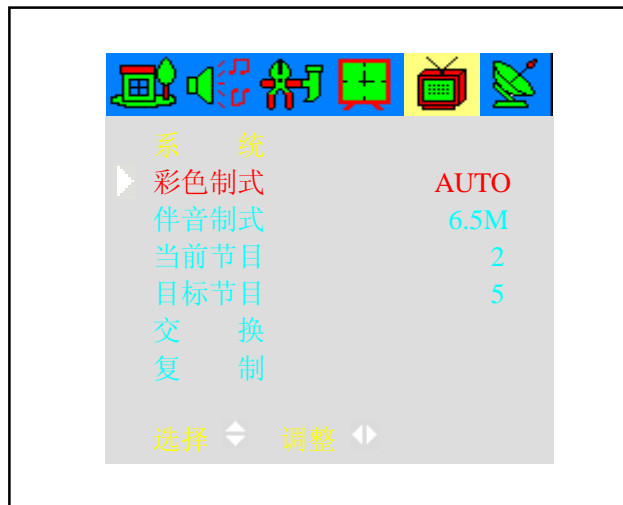 系 统
彩色制式 AUTO
伴音制式 6.5M
当前节目 2
目标节目 5
交 换
复 制
选择 调整